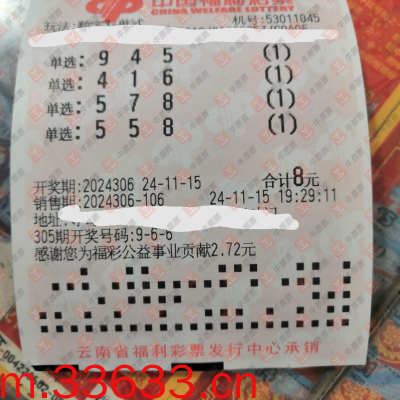 中国福利彩票
CHINA WELFARE LOTTERY
机号:53011045
单选: 9 4 5 (1)
单选: 4 1 6 (1)
单选: 5 7 8 (1)
单选: 5 5 8 (1)
开奖期:2024306 24-11-15 合计8元
销售期:2024306-106 24-11-15 19:29:11
地址:
305期开奖号码:9-6-6
感谢您为福彩公益事业贡献2.72元
云南省福利彩票发行中心承销
m.33633.cn